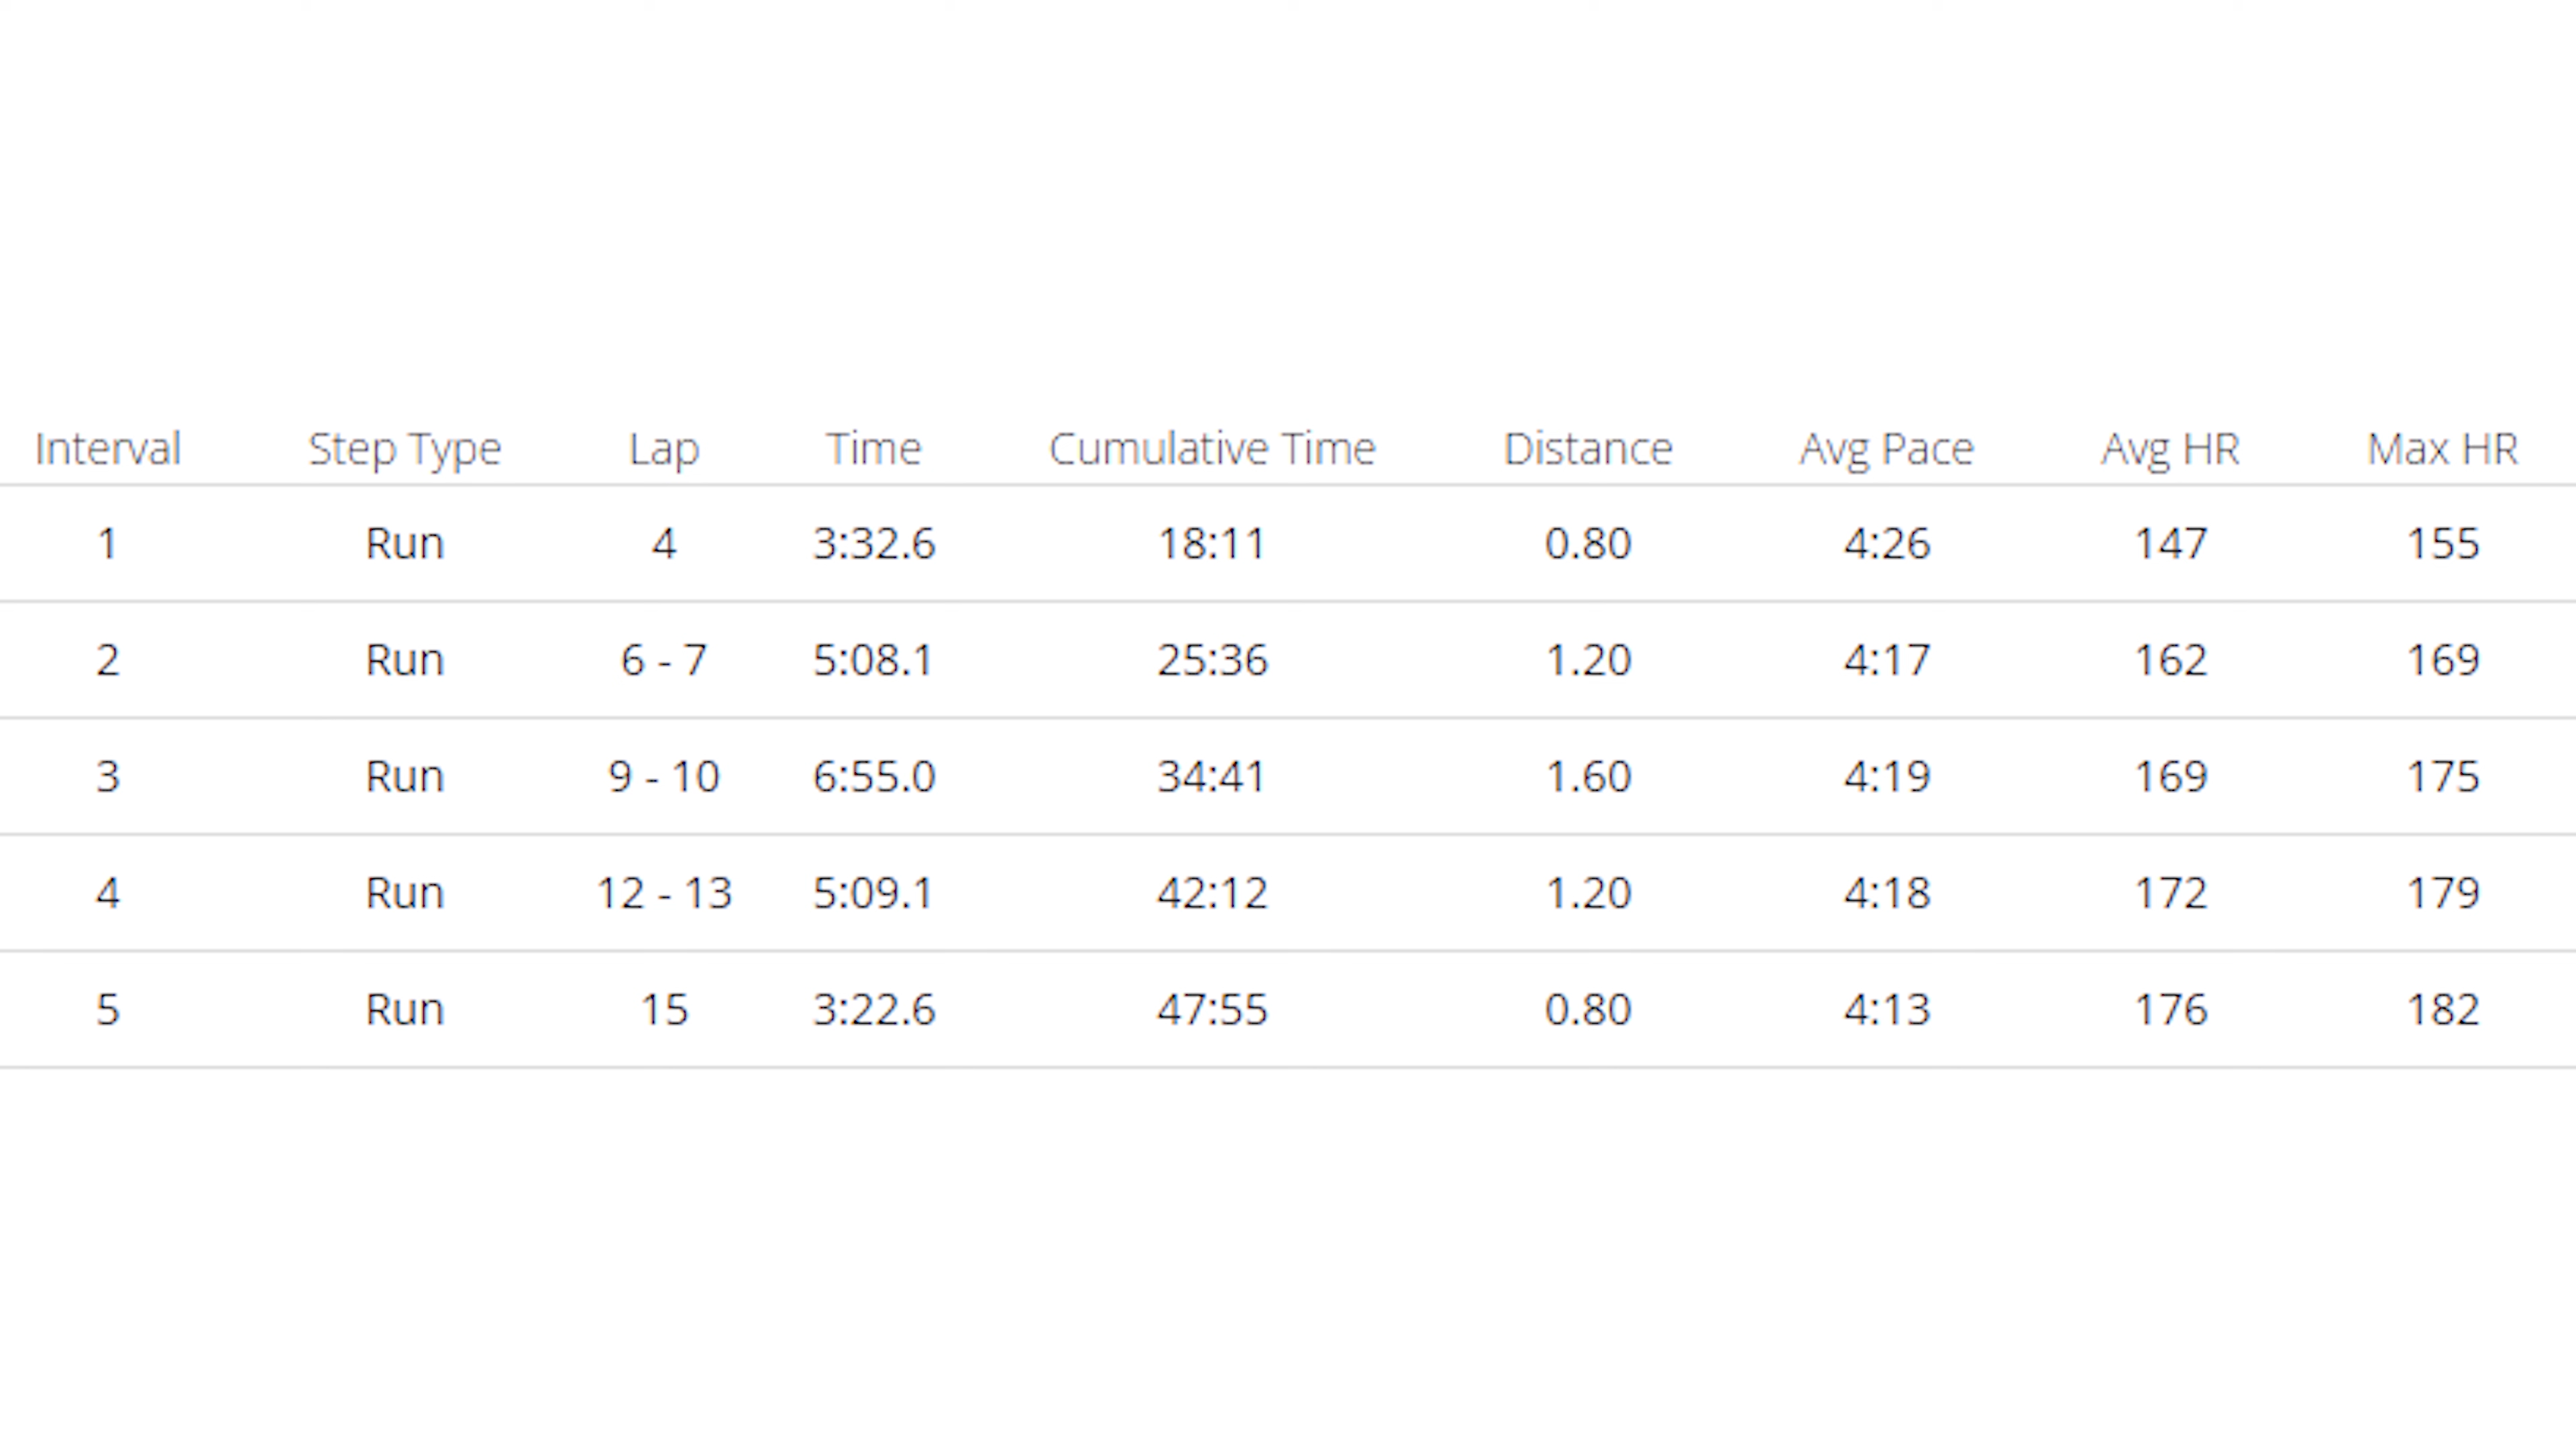 Interval Step Type Lap Time Cumulative Time Distance Avg Pace Avg HR Max HR
1 Run 4 3:32.6 18:11 0.80 4:26 147 155
2 Run 6 - 7 5:08.1 25:36 1.20 4:17 162 169
3 Run 9 - 10 6:55.0 34:41 1.60 4:19 169 175
4 Run 12 - 13 5:09.1 42:12 1.20 4:18 172 179
5 Run 15 3:22.6 47:55 0.80 4:13 176 182